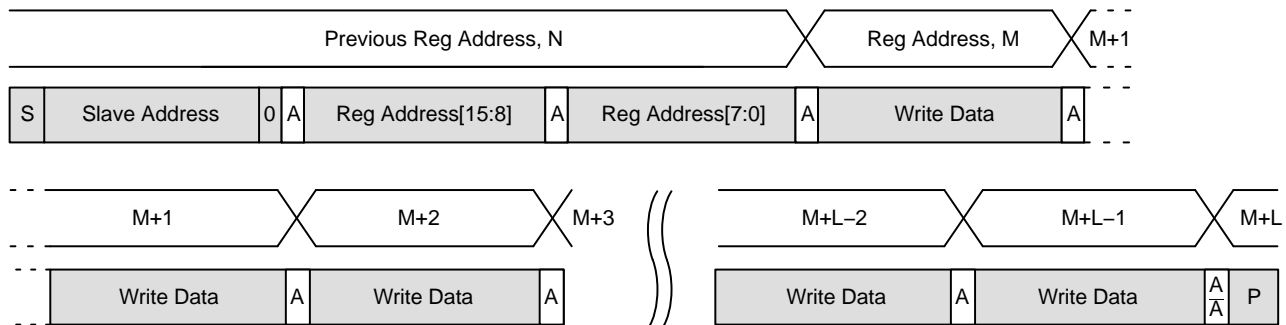 Previous Reg Address, N Reg Address, M M+1
S Slave Address 0 A Reg Address[15:8] A Reg Address[7:0] A Write Data A
M+1 M+2 M+3 M+L−2 M+L−1 M+L
Write Data A Write Data A Write Data A Write Data A A̅ P